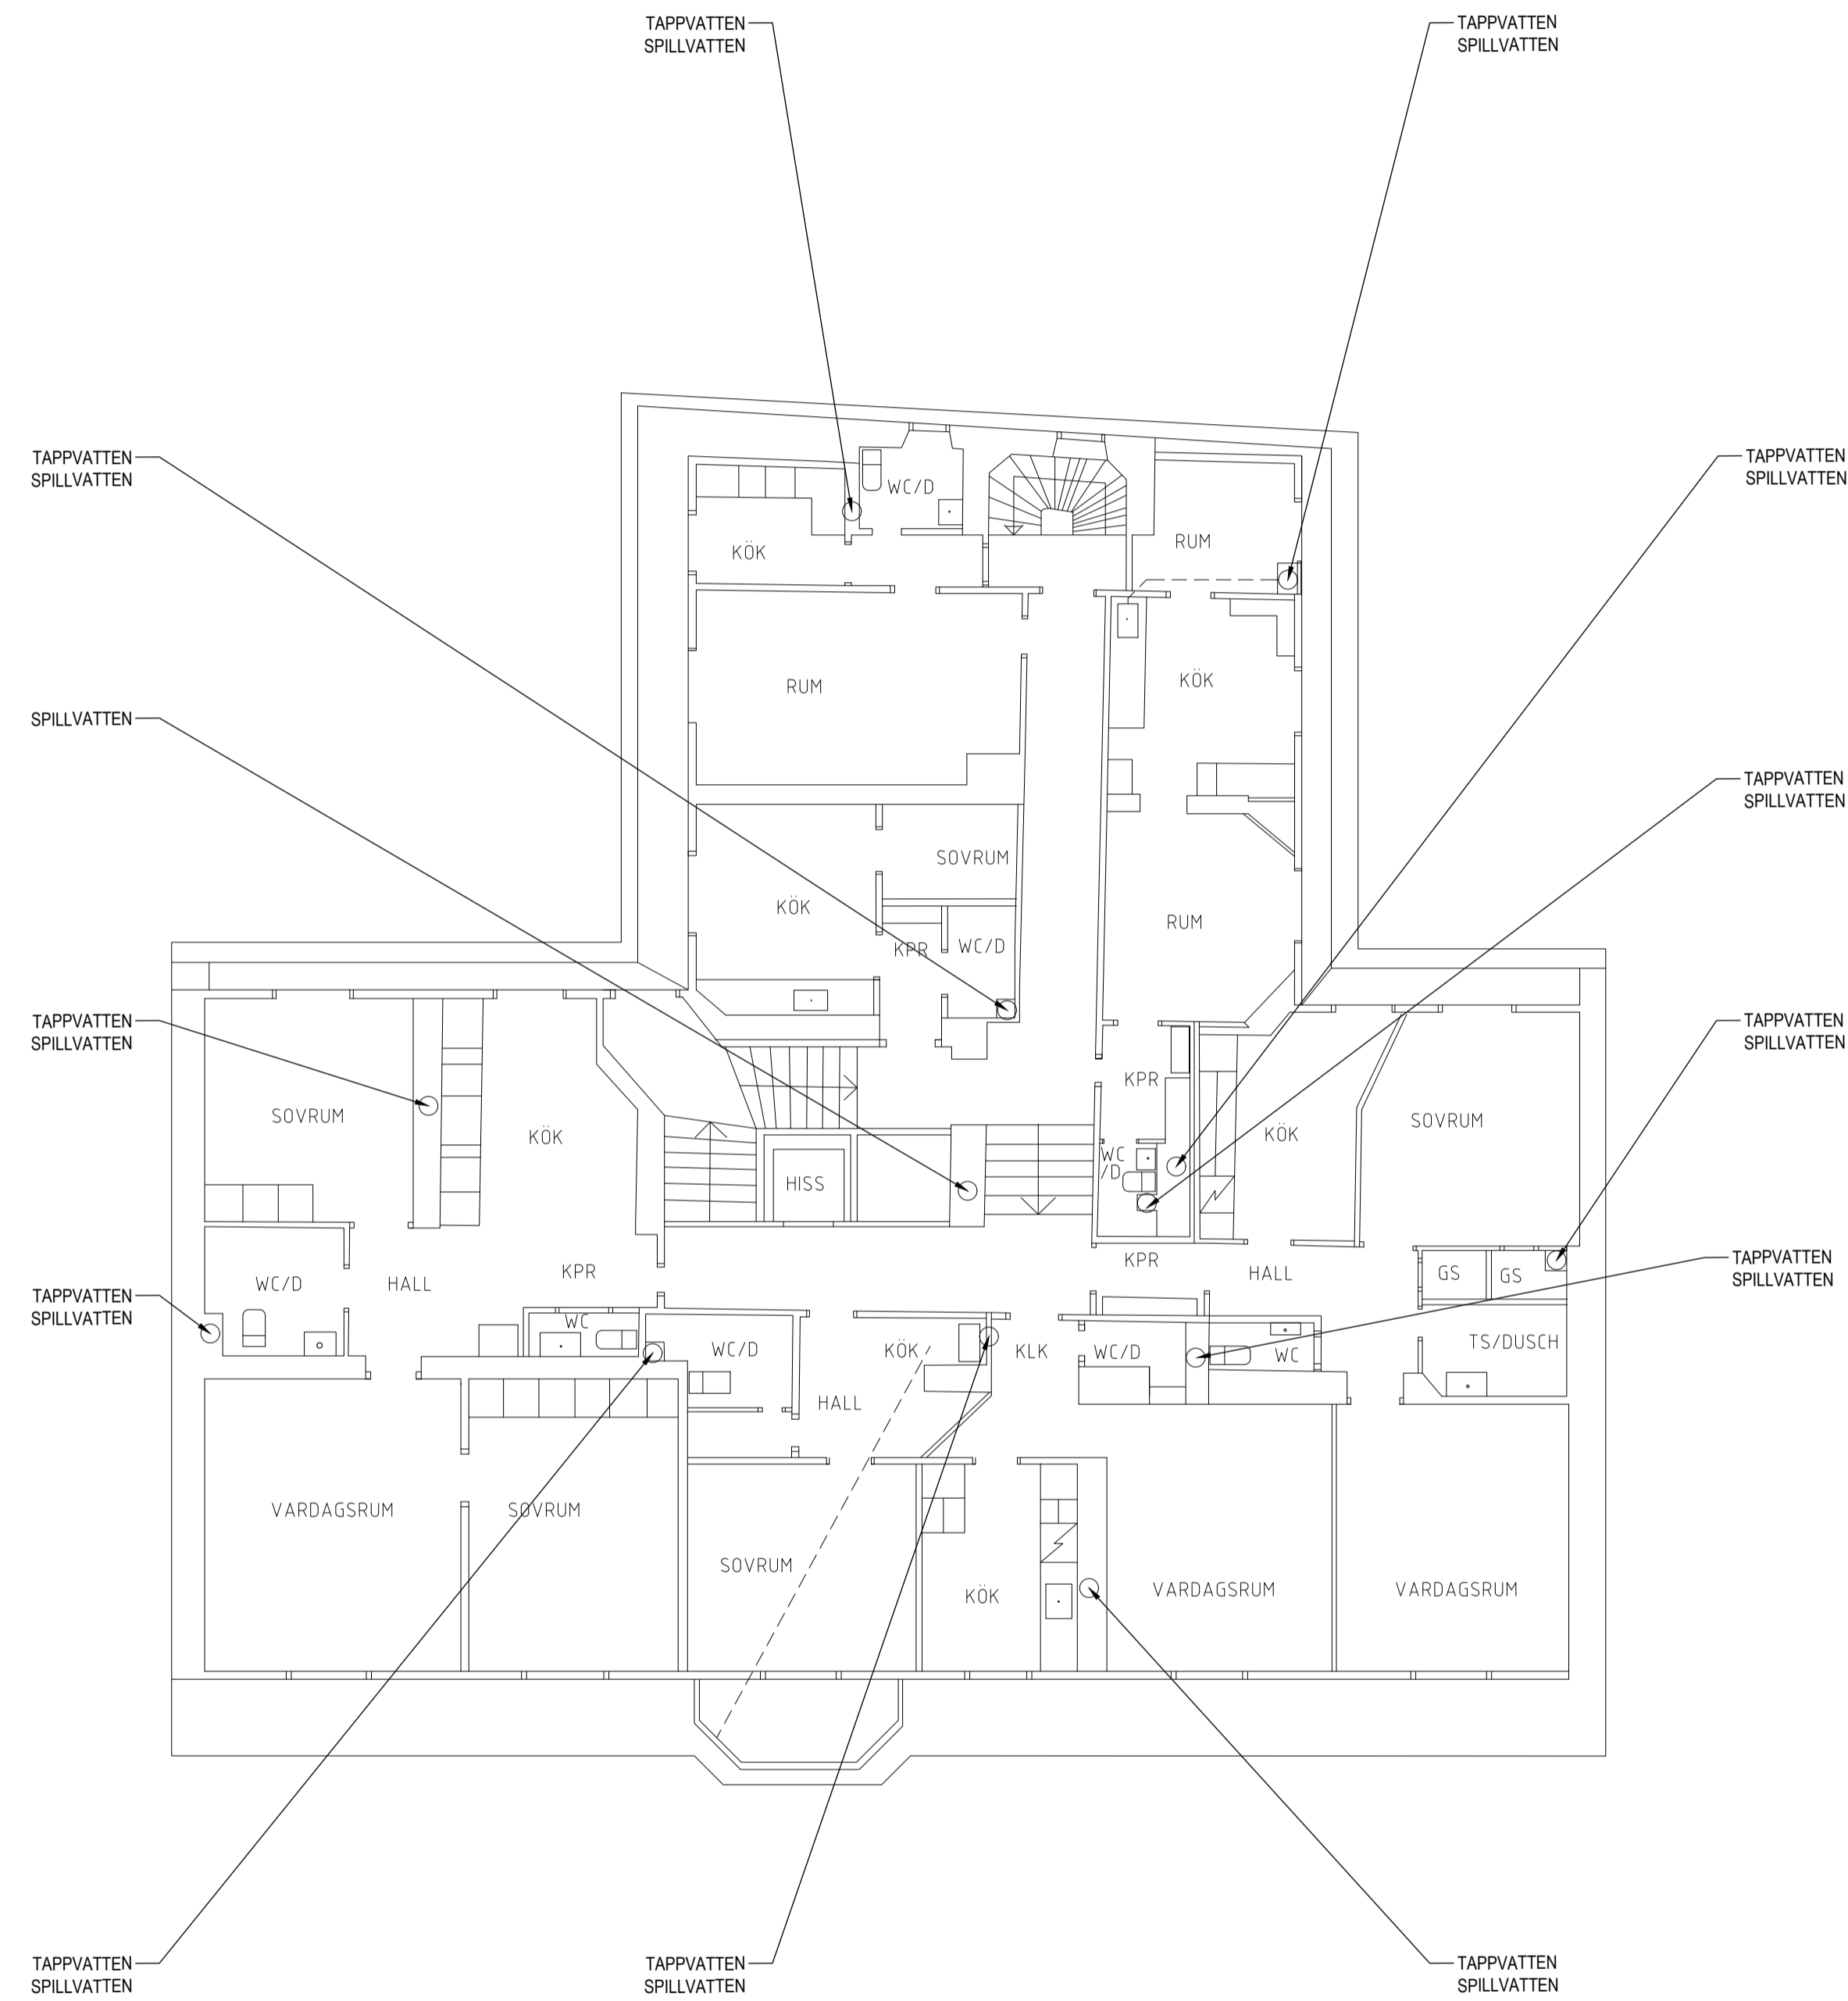 TAPPVATTEN
SPILLVATTEN
TAPPVATTEN
SPILLVATTEN
TAPPVATTEN
SPILLVATTEN
TAPPVATTEN
SPILLVATTEN
WC/D
RUM
KÖK
KÖK
RUM
SPILLVATTEN
TAPPVATTEN
SPILLVATTEN
SOVRUM
KÖK
RUM
KPR
WC/D
TAPPVATTEN
SPILLVATTEN
TAPPVATTEN
SPILLVATTEN
KPR
SOVRUM
KÖK
KÖK
SOVRUM
WC
/D
HISS
TAPPVATTEN
SPILLVATTEN
KPR
WC/D
HALL
KPR
HALL
GS
GS
TAPPVATTEN
SPILLVATTEN
WC
WC/D
KÖK
KLK
WC/D
WC
TS/DUSCH
HALL
VARDAGSRUM
SOVRUM
SOVRUM
KÖK
VARDAGSRUM
VARDAGSRUM
TAPPVATTEN
SPILLVATTEN
TAPPVATTEN
SPILLVATTEN
TAPPVATTEN
SPILLVATTEN